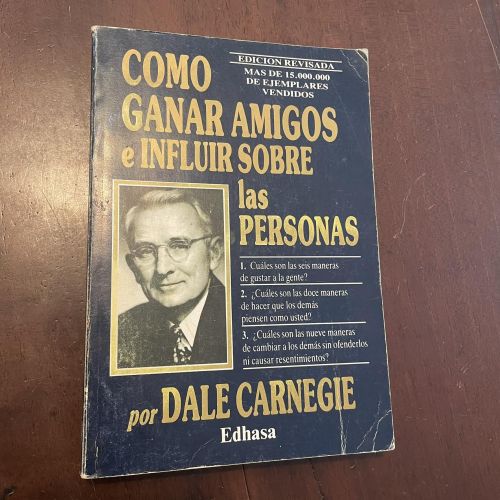 EDICION REVISADA
MAS DE 15.000.000
DE EJEMPLARES
VENDIDOS
COMO
GANAR AMIGOS
e INFLUIR SOBRE
las
PERSONAS
1. Cuáles son las seis maneras
de gustar a la gente?
2. ¿Cuáles son las doce maneras
de hacer que los demás
piensen como usted?
3. ¿Cuáles son las nueve maneras
de cambiar a los demás sin ofenderlos
ni causar resentimientos?
por DALE CARNEGIE
Edhasa